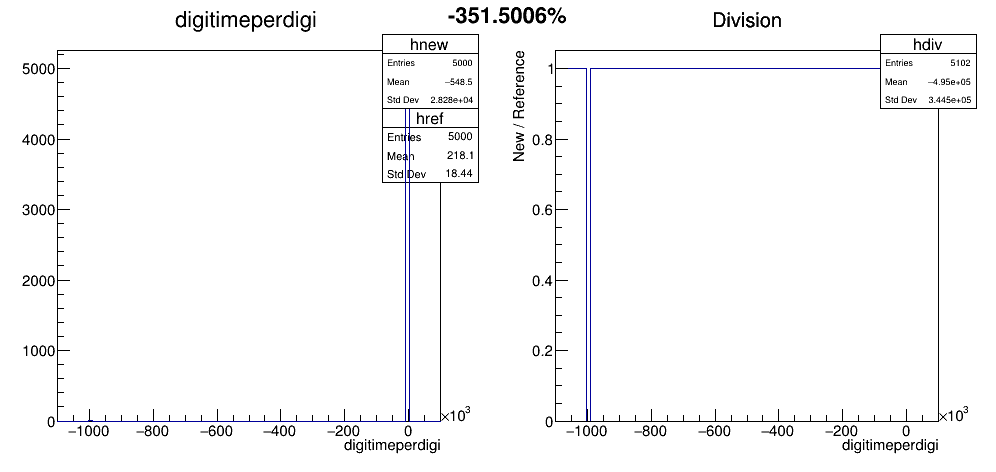 -351.5006%
digitimeperdigi
hnew
Entries 5000
Mean −548.5
Std Dev 2.828e+04
href
Entries 5000
Mean 218.1
Std Dev 18.44
5000
4000
3000
2000
1000
0
−1000 −800 −600 −400 −200 0
×10³
digitimeperdigi
Division
hdiv
Entries 5102
Mean −4.95e+05
Std Dev 3.445e+05
New / Reference
1
0.8
0.6
0.4
0.2
0
−1000 −800 −600 −400 −200 0
×10³
digitimeperdigi